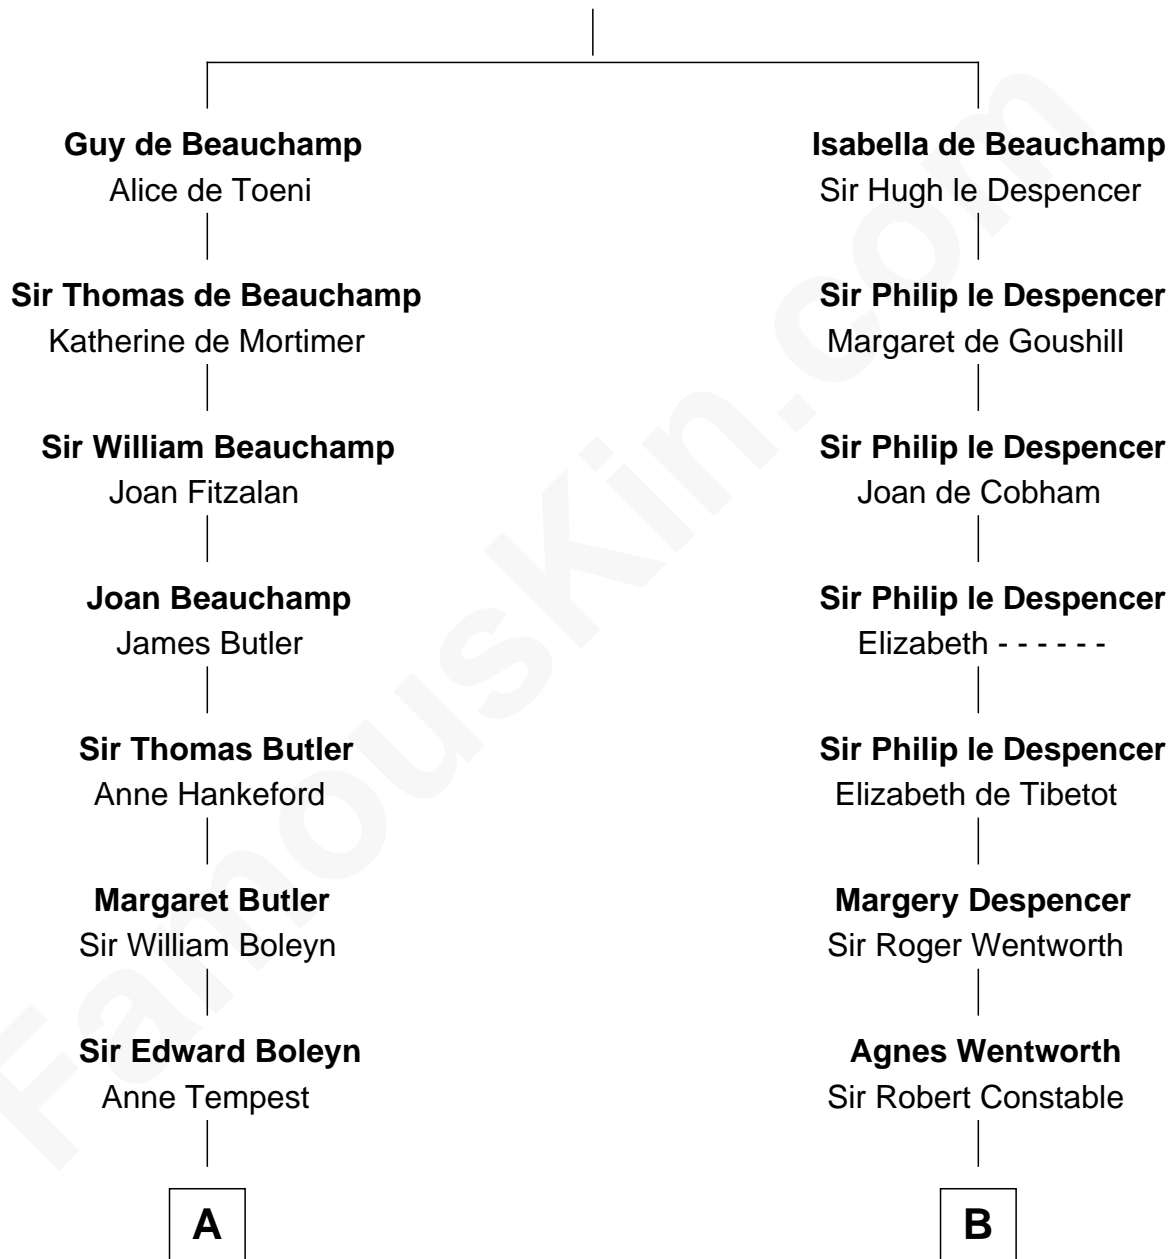 Guy de Beauchamp
Alice de Toeni
Sir Thomas de Beauchamp
Katherine de Mortimer
Sir William Beauchamp
Joan Fitzalan
Joan Beauchamp
James Butler
Sir Thomas Butler
Anne Hankeford
Margaret Butler
Sir William Boleyn
Sir Edward Boleyn
Anne Tempest
A
Isabella de Beauchamp
Sir Hugh le Despencer
Sir Philip le Despencer
Margaret de Goushill
Sir Philip le Despencer
Joan de Cobham
Sir Philip le Despencer
Elizabeth - - - - - -
Sir Philip le Despencer
Elizabeth de Tibetot
Margery Despencer
Sir Roger Wentworth
Agnes Wentworth
Sir Robert Constable
B
FamousKin.com